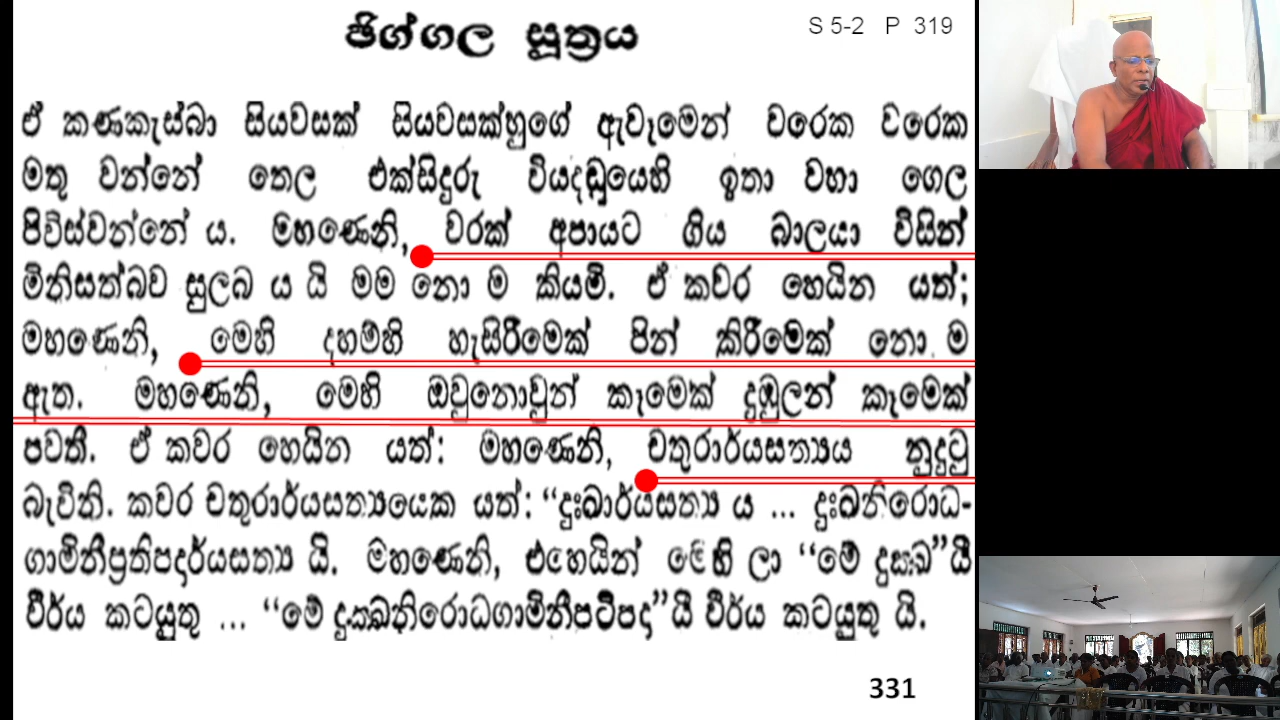 ඡිග්ගල සූත්‍රය
S 5-2 P 319
ඒ කණකැස්බා සියවසක් සියවසක්හුගේ ඇවෑමෙන් වරෙක වරෙක
මතු වන්නේ තෙල එක්සිදුරු වියදඬුයෙහි ඉතා වහා ගෙල
පිවිස්වන්නේ ය. මහණෙනි, වරක් අපායට ගිය බාලයා විසින්
මිනිසත්බව සුලබ ය යි මම නො ම කියමි. ඒ කවර හෙයින යත්;
මහණෙනි, මෙහි දහම්හි හැසිරීමෙක් පින් කිරීමෙක් නො ම
ඇත. මහණෙනි, මෙහි ඔවුනොවුන් කෑමෙක් දුඹුලන් කෑමෙක්
පවතී. ඒ කවර හෙයින යත්: මහණෙනි, චතුරාර්යසත්‍යය නුදුටු
බැවිනි. කවර චතුරාර්යසත්‍යයෙක යත්: “දුඃඛාර්යසත්‍ය ය ... දුඃඛනිරොධ-
ගාමිනීප්‍රතිපදාර්යසත්‍ය යි. මහණෙනි, එහෙයින් මෙහි ලා “මේ දුඃඛ”යි
වීර්ය කටයුතු ... “මේ දුඃඛනිරොධගාමිනීපටිපදා”යි වීර්ය කටයුතු යි.
331